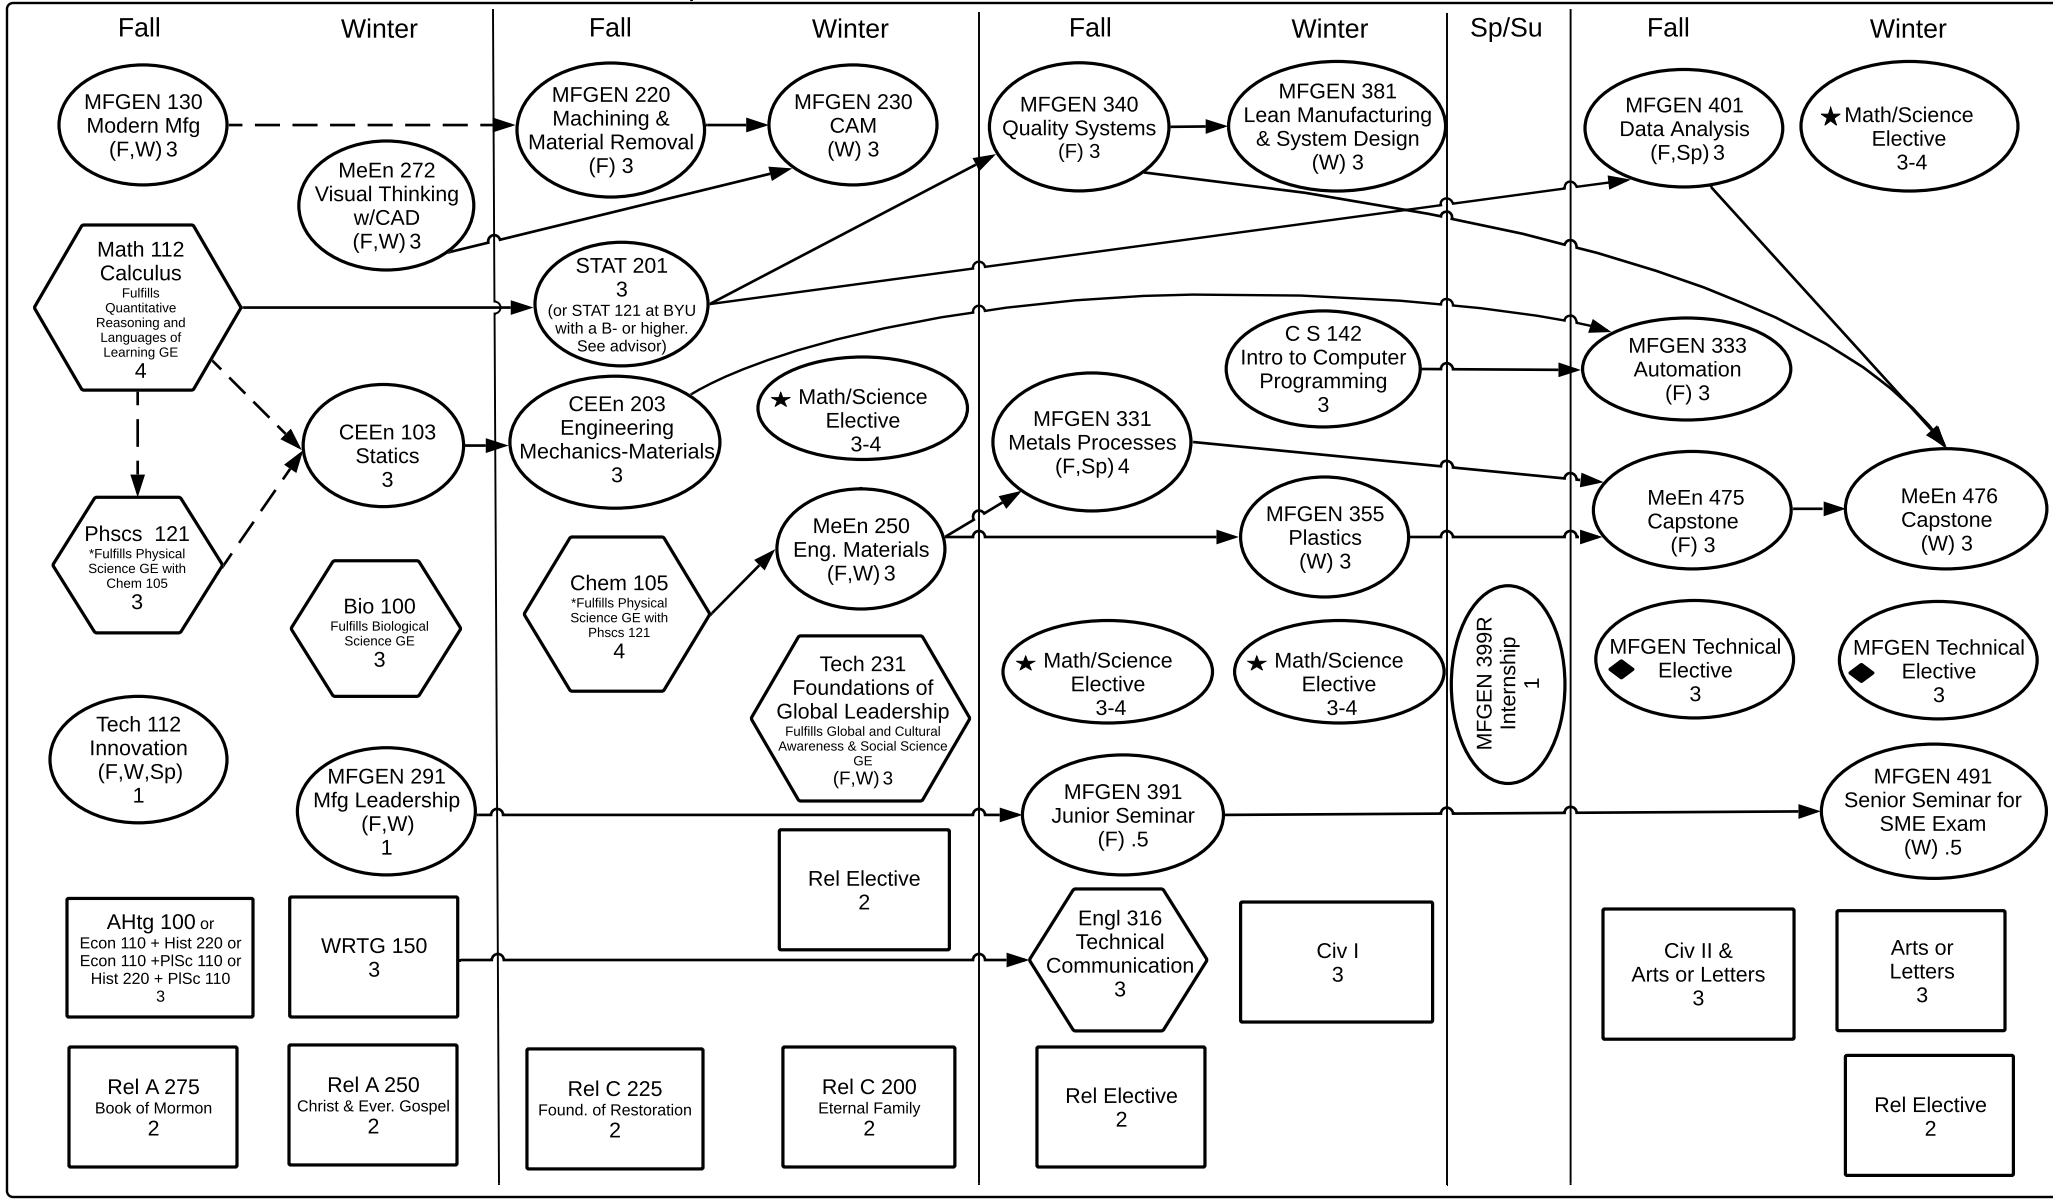 Fall
Winter
Fall
Winter
Fall
Winter
Sp/Su
Fall
Winter
MFGEN 130
Modern Mfg
(F,W) 3
Math 112
Calculus
Fulfills
Quantitative
Reasoning and
Languages of
Learning GE
4
Phscs 121
*Fulfills Physical
Science GE with
Chem 105
3
Tech 112
Innovation
(F,W,Sp)
1
AHtg 100 or
Econ 110 + Hist 220 or
Econ 110 +PlSc 110 or
Hist 220 + PlSc 110
3
Rel A 275
Book of Mormon
2
MeEn 272
Visual Thinking
w/CAD
(F,W) 3
CEEn 103
Statics
3
Bio 100
Fulfills Biological
Science GE
3
MFGEN 291
Mfg Leadership
(F,W)
1
WRTG 150
3
Rel A 250
Christ & Ever. Gospel
2
MFGEN 220
Machining &
Material Removal
(F) 3
STAT 201
3
(or STAT 121 at BYU
with a B- or higher.
See advisor)
CEEn 203
Engineering
Mechanics-Materials
3
Chem 105
*Fulfills Physical
Science GE with
Phscs 121
4
Rel C 225
Found. of Restoration
2
MFGEN 230
CAM
(W) 3
★ Math/Science
Elective
3-4
MeEn 250
Eng. Materials
(F,W) 3
Tech 231
Foundations of
Global Leadership
Fulfills Global and Cultural
Awareness & Social Science
GE
(F,W) 3
Rel Elective
2
Rel C 200
Eternal Family
2
MFGEN 340
Quality Systems
(F) 3
MFGEN 331
Metals Processes
(F,Sp) 4
★ Math/Science
Elective
3-4
MFGEN 391
Junior Seminar
(F) .5
Engl 316
Technical
Communication
3
Rel Elective
2
MFGEN 381
Lean Manufacturing
& System Design
(W) 3
C S 142
Intro to Computer
Programming
3
MFGEN 355
Plastics
(W) 3
★ Math/Science
Elective
3-4
Civ I
3
MFGEN 399R
Internship
1
MFGEN 401
Data Analysis
(F,Sp) 3
MFGEN 333
Automation
(F) 3
MeEn 475
Capstone
(F) 3
MFGEN Technical
◆ Elective
3
Civ II &
Arts or Letters
3
★ Math/Science
Elective
3-4
MeEn 476
Capstone
(W) 3
MFGEN Technical
◆ Elective
3
MFGEN 491
Senior Seminar for
SME Exam
(W) .5
Arts or
Letters
3
Rel Elective
2